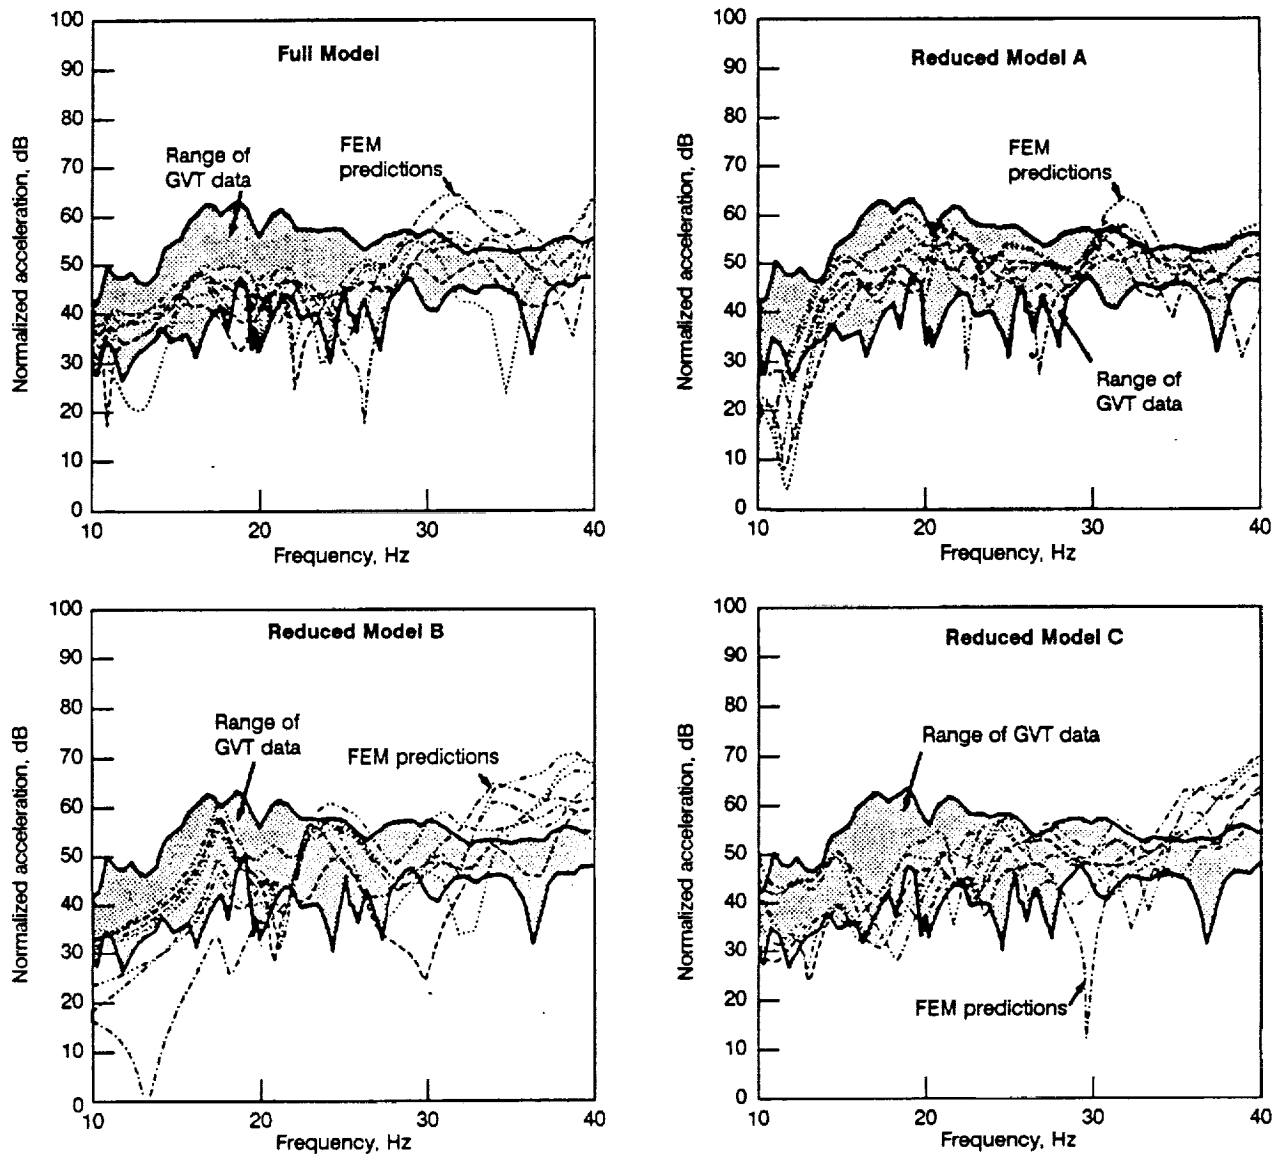 Full Model
Normalized acceleration, dB
100
90
80
70
60
50
40
30
20
10
0
Range of
GVT data
FEM
predictions
10
20
30
40
Frequency, Hz
Reduced Model A
Normalized acceleration, dB
100
90
80
70
60
50
40
30
20
10
0
FEM
predictions
Range of
GVT data
10
20
30
40
Frequency, Hz
Reduced Model B
Normalized acceleration, dB
100
90
80
70
60
50
40
30
20
10
0
Range of
GVT data
FEM predictions
10
20
30
40
Frequency, Hz
Reduced Model C
Normalized acceleration, dB
100
90
80
70
60
50
40
30
20
10
0
Range of GVT data
FEM predictions
10
20
30
40
Frequency, Hz